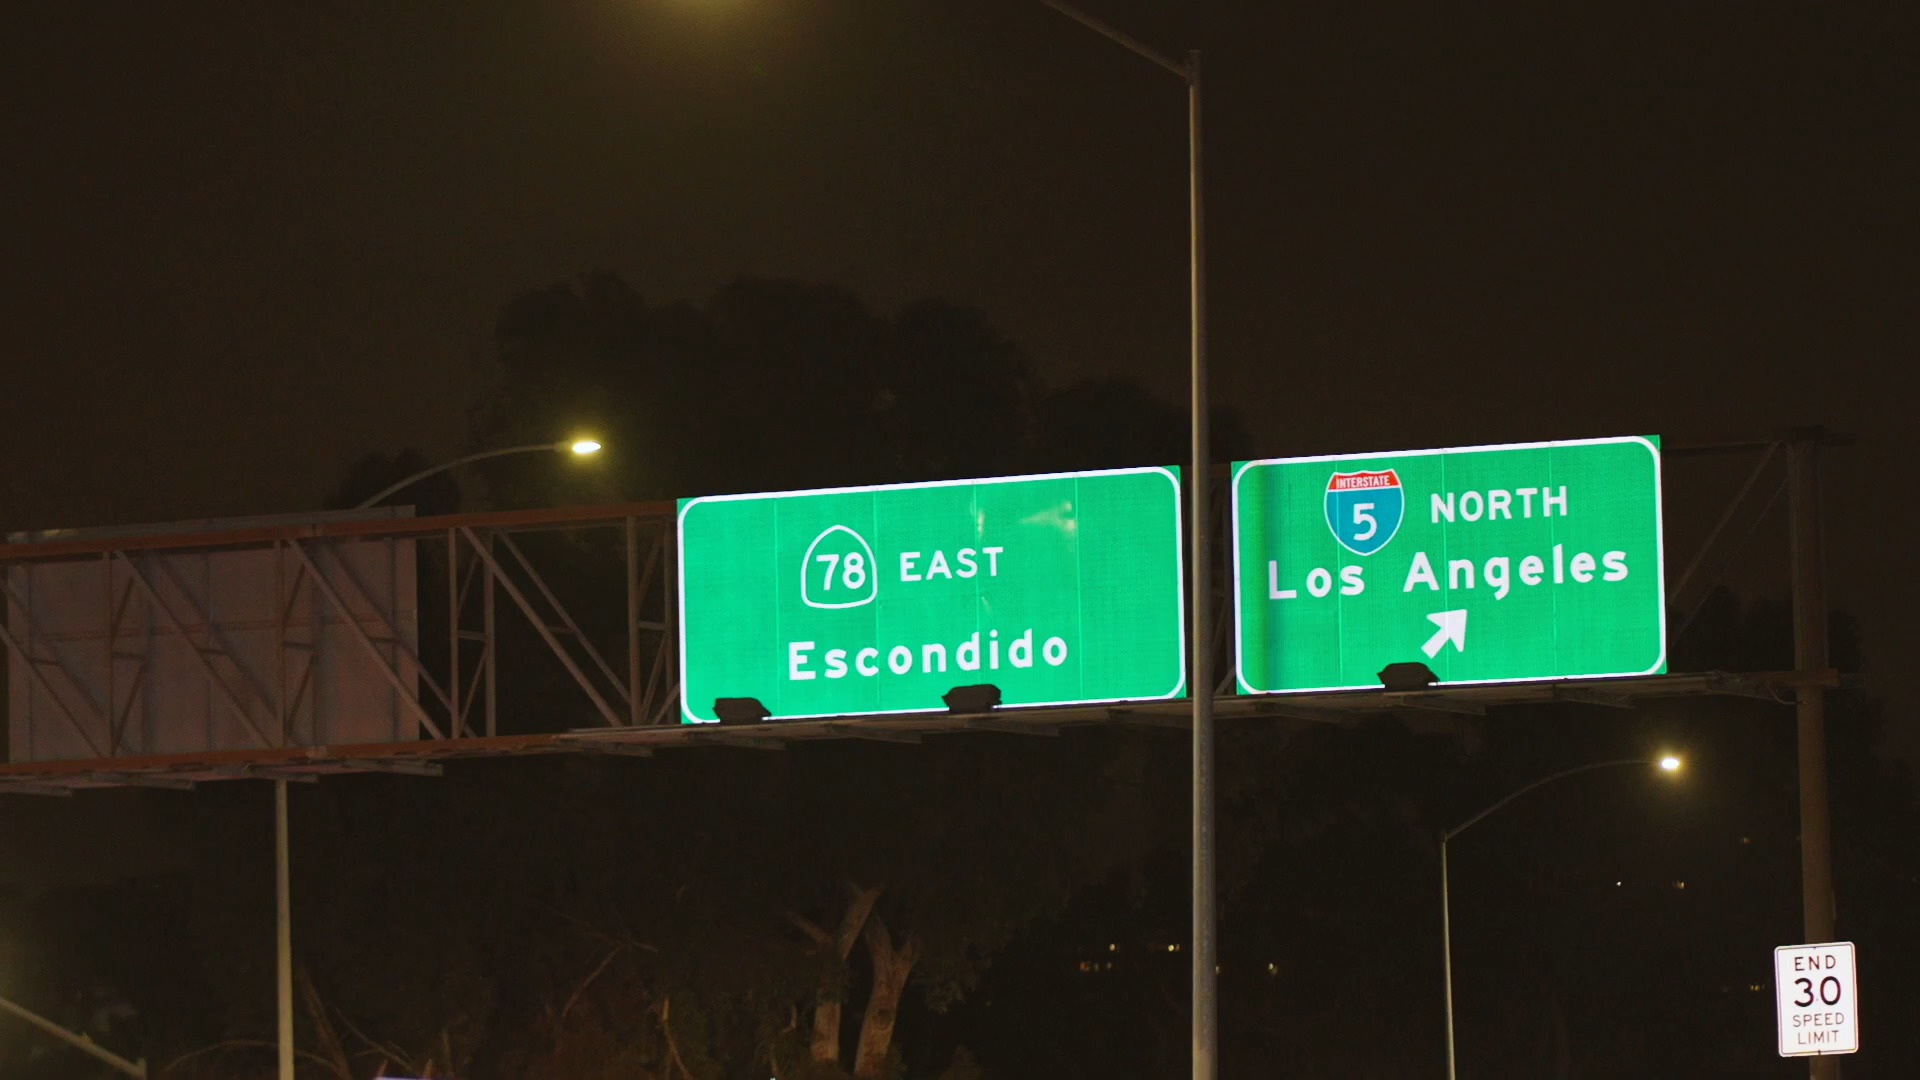 78 EAST
Escondido
INTERSTATE
5 NORTH
Los Angeles
END
30
SPEED
LIMIT